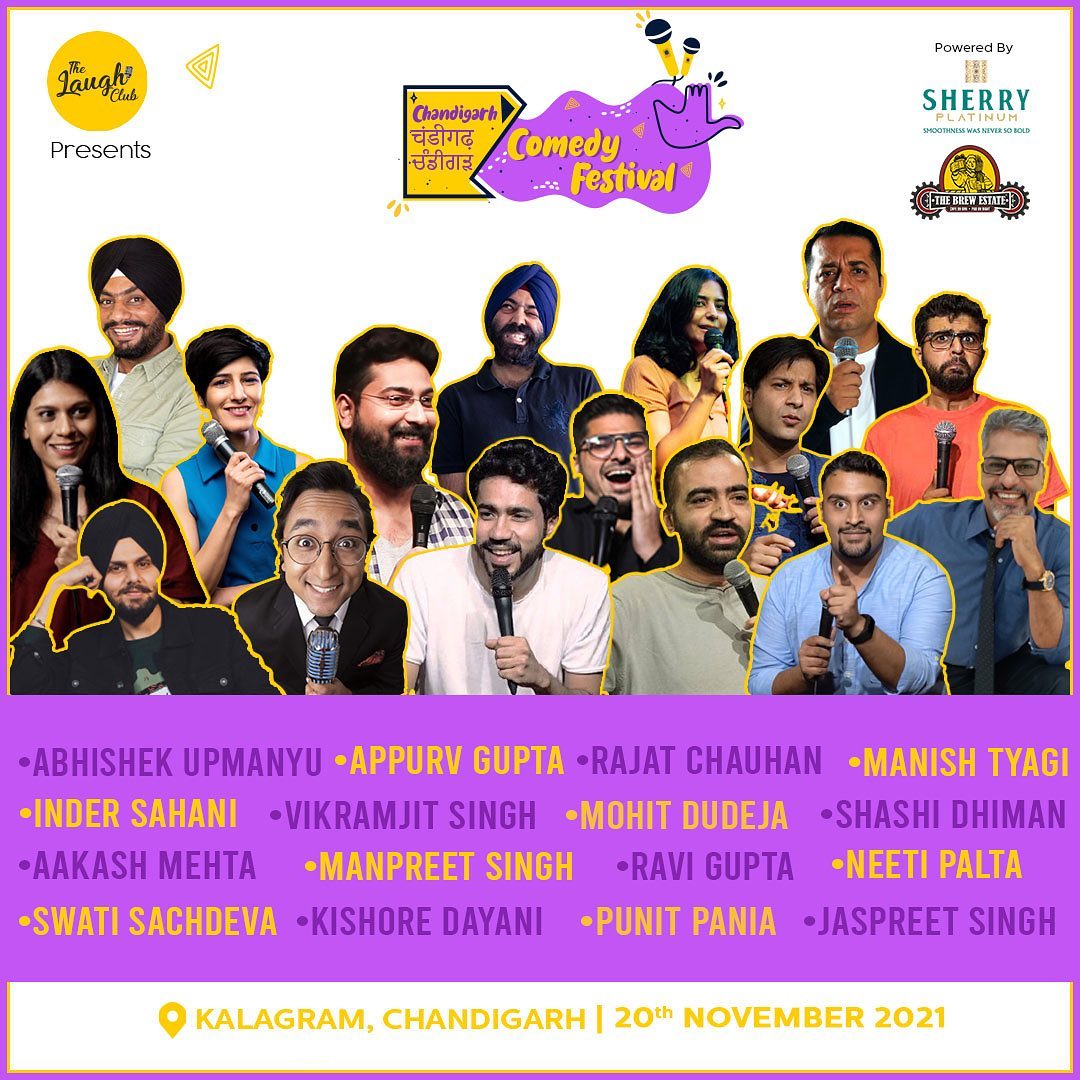 The
Laugh
Club
Presents
Chandigarh
चंडीगढ़
ਚੰਡੀਗੜ
Comedy
Festival
Powered By
SHERRY
PLATINUM
SMOOTHNESS WAS NEVER SO BOLD
THE BREW ESTATE
•ABHISHEK UPMANYU •APPURV GUPTA •RAJAT CHAUHAN •MANISH TYAGI
•INDER SAHANI •VIKRAMJIT SINGH •MOHIT DUDEJA •SHASHI DHIMAN
•AAKASH MEHTA •MANPREET SINGH •RAVI GUPTA •NEETI PALTA
•SWATI SACHDEVA •KISHORE DAYANI •PUNIT PANIA •JASPREET SINGH
KALAGRAM, CHANDIGARH | 20th NOVEMBER 2021